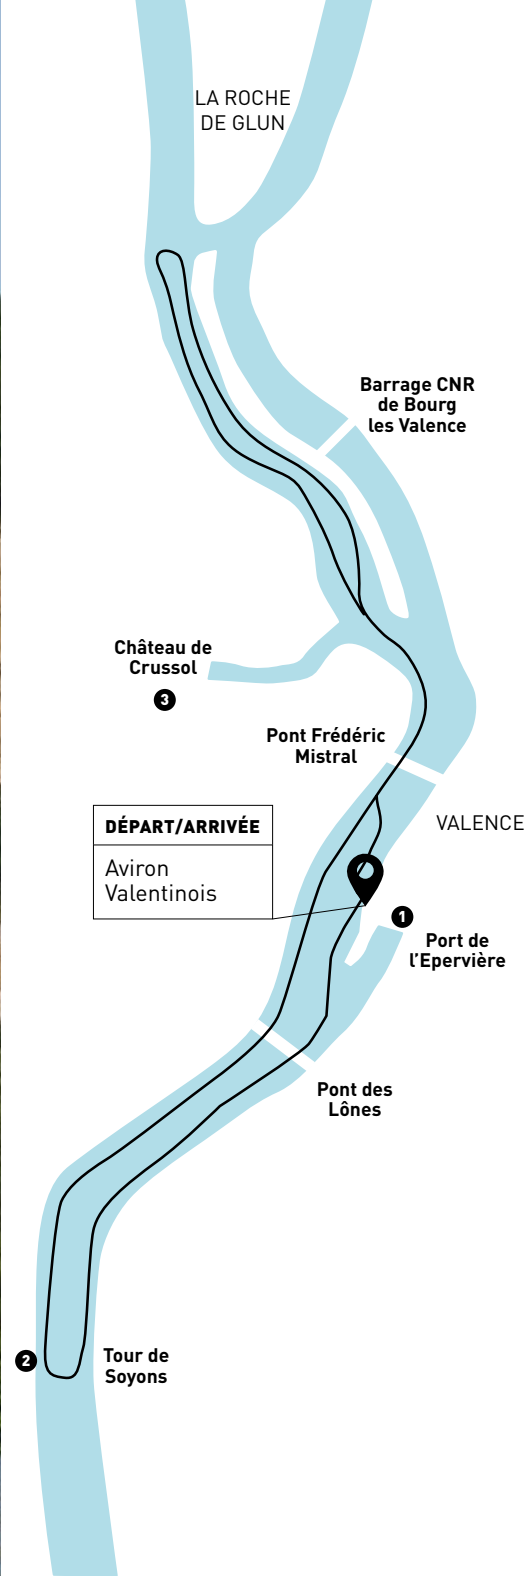 LA ROCHE
DE GLUN
Barrage CNR
de Bourg
les Valence
Château de
Crussol
3
Pont Frédéric
Mistral
DÉPART/ARRIVÉE
Aviron
Valentinois
VALENCE
1
Port de
l’Epervière
Pont des
Lônes
2
Tour de
Soyons